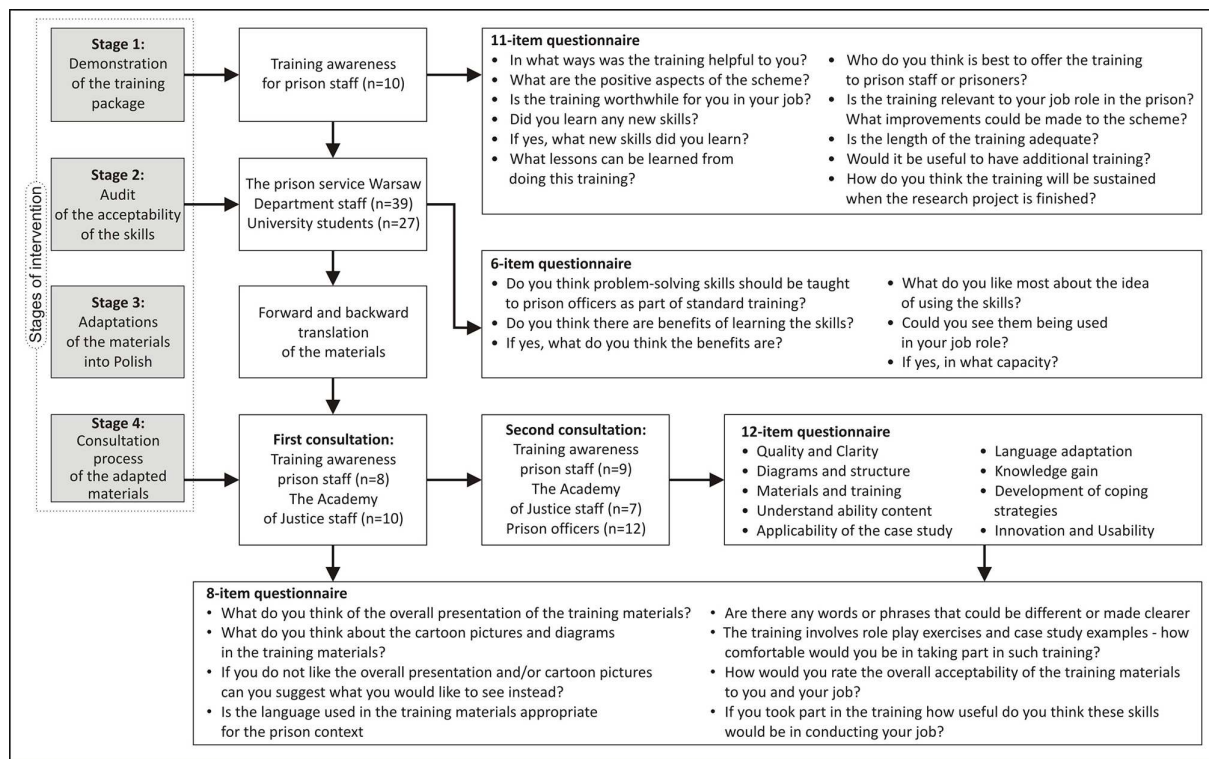 Stages of intervention
Stage 1:
Demonstration
of the training
package
Training awareness
for prison staff (n=10)
11-item questionnaire
• In what ways was the training helpful to you?
• What are the positive aspects of the scheme?
• Is the training worthwhile for you in your job?
• Did you learn any new skills?
• If yes, what new skills did you learn?
• What lessons can be learned from
doing this training?
• Who do you think is best to offer the training
to prison staff or prisoners?
• Is the training relevant to your job role in the prison?
What improvements could be made to the scheme?
• Is the length of the training adequate?
• Would it be useful to have additional training?
• How do you think the training will be sustained
when the research project is finished?
Stage 2:
Audit
of the acceptability
of the skills
The prison service Warsaw
Department staff (n=39)
University students (n=27)
6-item questionnaire
• Do you think problem-solving skills should be taught
to prison officers as part of standard training?
• Do you think there are benefits of learning the skills?
• If yes, what do you think the benefits are?
• What do you like most about the idea
of using the skills?
• Could you see them being used
in your job role?
• If yes, in what capacity?
Stage 3:
Adaptations
of the materials
into Polish
Forward and backward
translation
of the materials
Stage 4:
Consultation
process
of the adapted
materials
First consultation:
Training awareness
prison staff (n=8)
The Academy
of Justice staff (n=10)
Second consultation:
Training awareness
prison staff (n=9)
The Academy
of Justice staff (n=7)
Prison officers (n=12)
12-item questionnaire
• Quality and Clarity
• Diagrams and structure
• Materials and training
• Understand ability content
• Applicability of the case study
• Language adaptation
• Knowledge gain
• Development of coping
strategies
• Innovation and Usability
8-item questionnaire
• What do you think of the overall presentation of the training materials?
• What do you think about the cartoon pictures and diagrams
in the training materials?
• If you do not like the overall presentation and/or cartoon pictures
can you suggest what you would like to see instead?
• Is the language used in the training materials appropriate
for the prison context
• Are there any words or phrases that could be different or made clearer
• The training involves role play exercises and case study examples - how
comfortable would you be in taking part in such training?
• How would you rate the overall acceptability of the training materials
to you and your job?
• If you took part in the training how useful do you think these skills
would be in conducting your job?